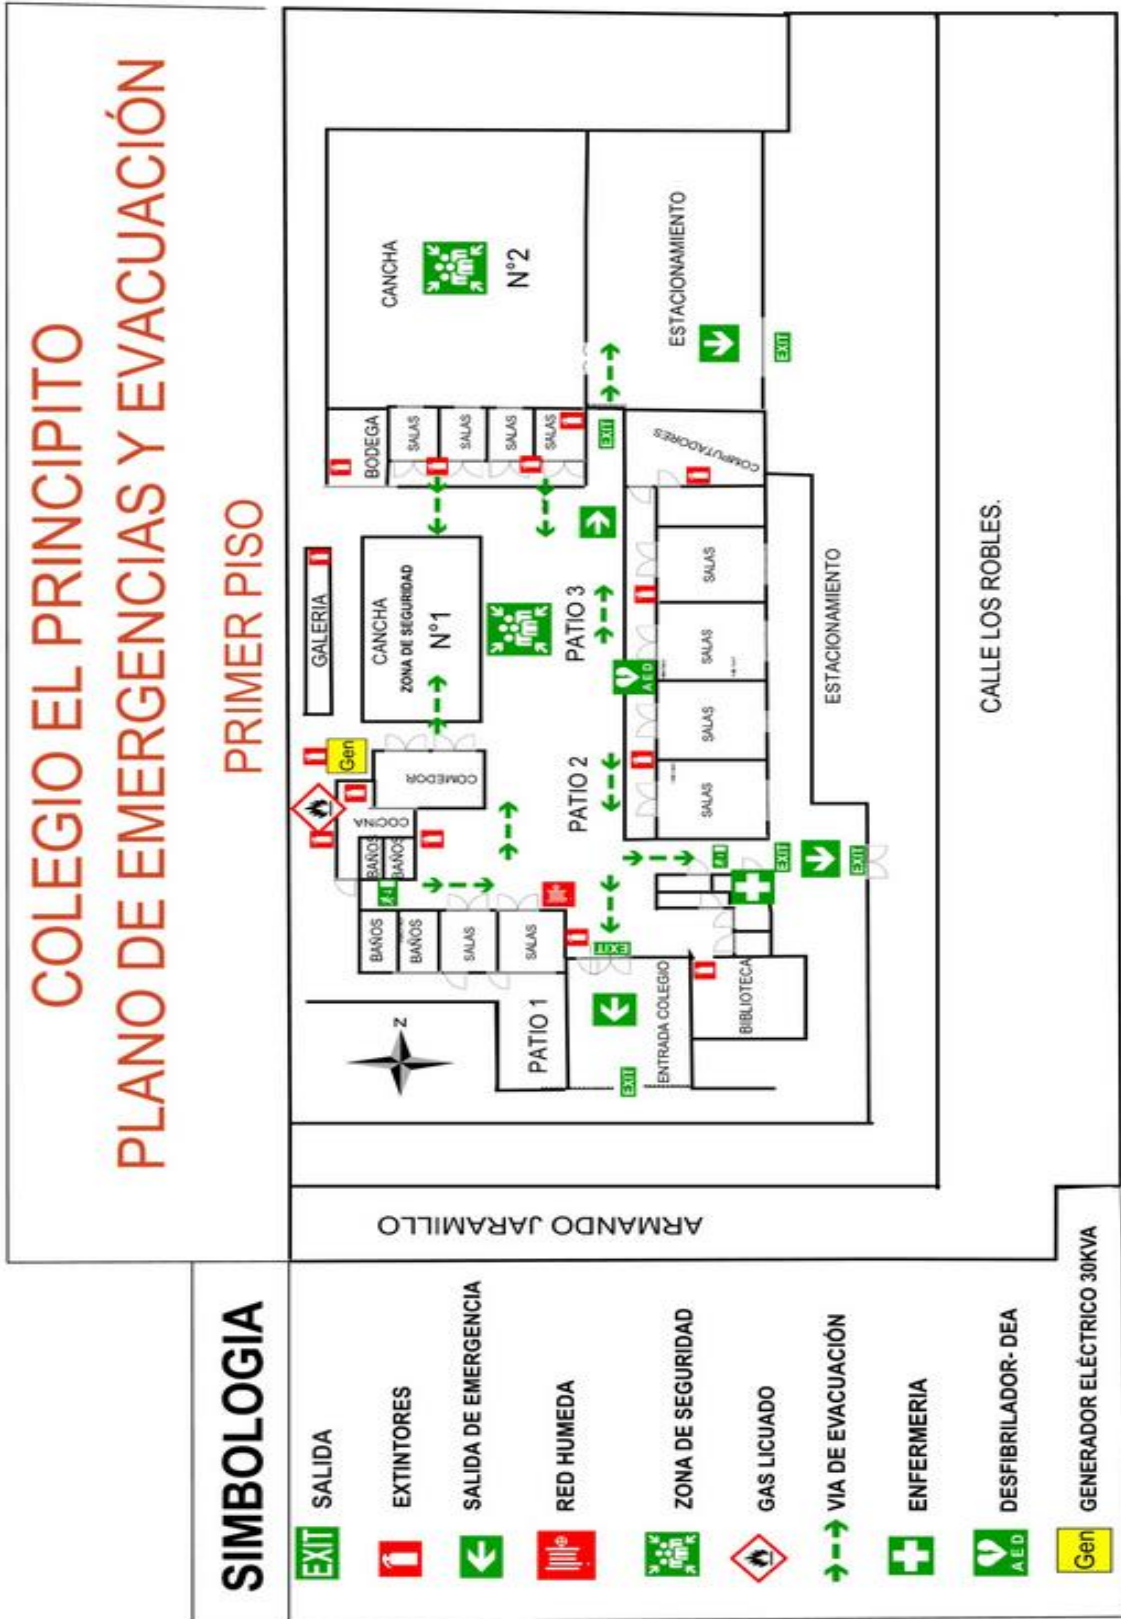 COLEGIO EL PRINCIPITO
PLANO DE EMERGENCIAS Y EVACUACIÓN
PRIMER PISO
GALERIA
BODEGA
SALAS
SALAS
SALAS
SALAS
CANCHA
N°2
CANCHA
ZONA DE SEGURIDAD
N°1
Gen
COCINA
COMEDOR
BAÑOS
BAÑOS
BAÑOS
BAÑOS
SALAS
SALAS
Z
PATIO 1
PATIO 2
PATIO 3
EXIT
EXIT
EXIT
AED
COMPUTADORES
ESTACIONAMIENTO
EXIT
ENTRADA COLEGIO
BIBLIOTECA
SALAS
SALAS
SALAS
SALAS
EXIT
EXIT
ESTACIONAMIENTO
CALLE LOS ROBLES.
ARMANDO JARAMILLO
SIMBOLOGIA
EXIT SALIDA
EXTINTORES
SALIDA DE EMERGENCIA
RED HUMEDA
ZONA DE SEGURIDAD
GAS LICUADO
VIA DE EVACUACIÓN
ENFERMERIA
AED DESFIBRILADOR- DEA
Gen GENERADOR ELÉCTRICO 30KVA